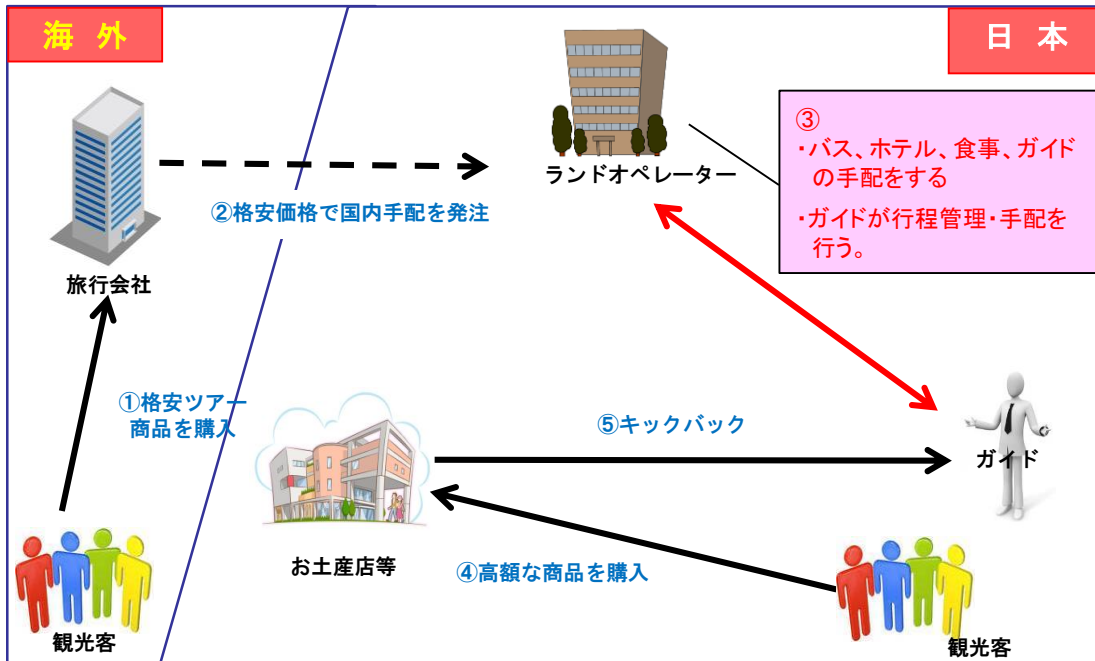 海 外
日 本
③
・バス、ホテル、食事、ガイド
の手配をする
・ガイドが行程管理・手配を
行う。
ランドオペレーター
②格安価格で国内手配を発注
旅行会社
①格安ツアー
商品を購入
⑤キックバック
ガイド
お土産店等
④高額な商品を購入
観光客
観光客